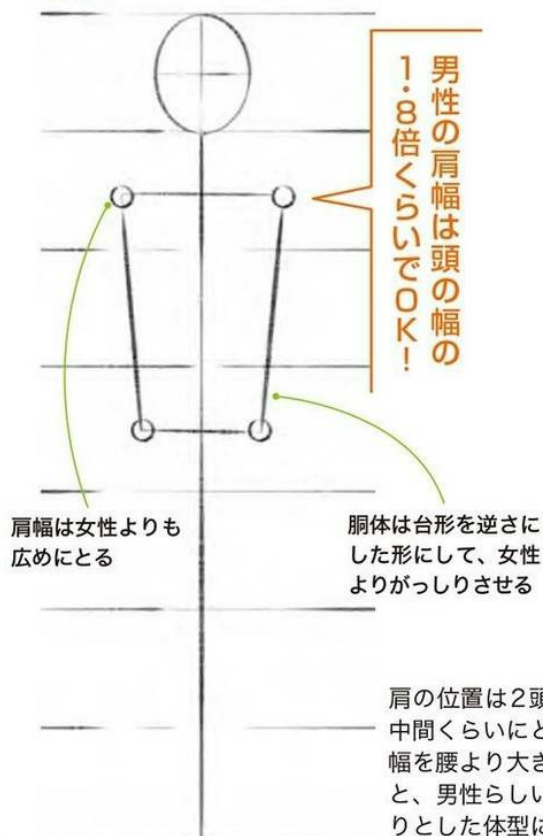 男性の肩幅は頭の幅の
1・8倍くらいでOK！
肩幅は女性よりも
広めにとる
胴体は台形を逆さに
した形にして、女性
よりがっしりさせる
肩の位置は2頭
中間くらいにと
幅を腰より大き
と、男性らしい
りとした体型に